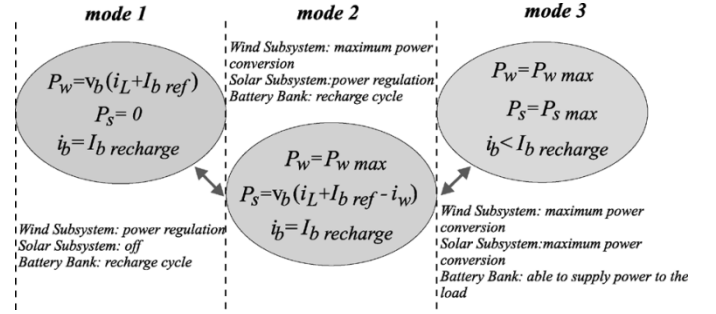 mode 1
P_w=v_b(i_L+I_b ref)
P_s= 0
i_b=I_b recharge
Wind Subsystem: power regulation
Solar Subsystem: off
Battery Bank: recharge cycle
mode 2
Wind Subsystem: maximum power
conversion
Solar Subsystem:power regulation
Battery Bank: recharge cycle
P_w=P_w max
P_s=v_b(i_L+I_b ref-i_w)
i_b=I_b recharge
mode 3
P_w=P_w max
P_s=P_s max
i_b<I_b recharge
Wind Subsystem: maximum power
conversion
Solar Subsystem:maximum power
conversion
Battery Bank: able to supply power to the
load